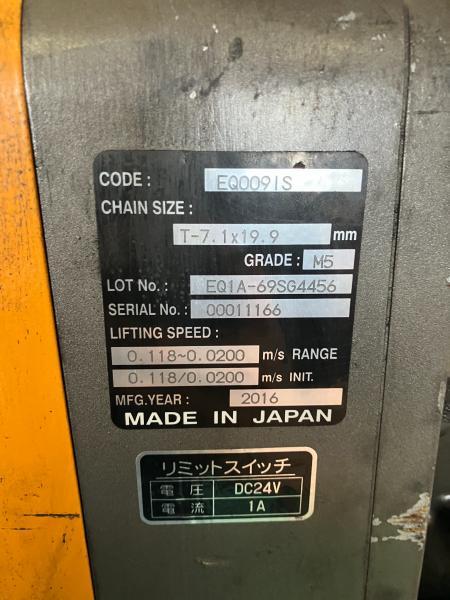 CODE : EQ009IS
CHAIN SIZE :
T-7.1x19.9 mm
GRADE : M5
LOT No. : EQ1A-69SG4456
SERIAL No. : 00011166
LIFTING SPEED :
0.118~0.0200 m/s RANGE
0.118/0.0200 m/s INIT.
MFG.YEAR : 2016
MADE IN JAPAN
リミットスイッチ
電圧 DC24V
電流 1A